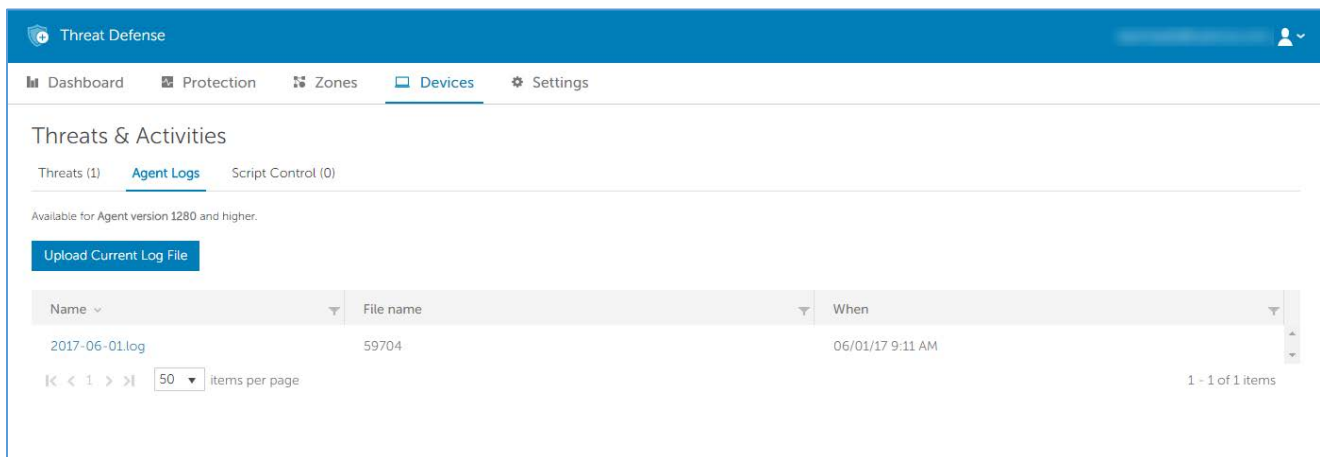 Threat Defense
Dashboard Protection Zones Devices Settings
Threats & Activities
Threats (1) Agent Logs Script Control (0)
Available for Agent version 1280 and higher.
Upload Current Log File
Name File name When
2017-06-01.log 59704 06/01/17 9:11 AM
1 50 items per page 1 - 1 of 1 items